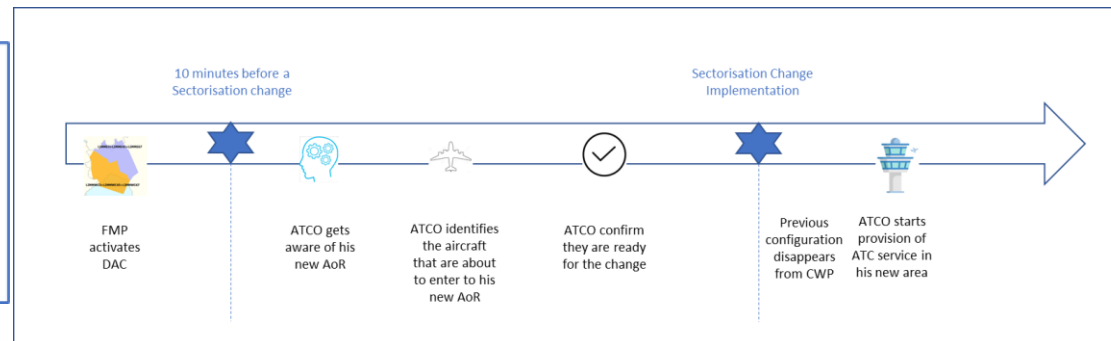 10 minutes before a
Sectorisation change
Sectorisation Change
Implementation
FMP
activates
DAC
ATCO gets
aware of his
new AoR
ATCO identifies
the aircraft
that are about
to enter to his
new AoR
ATCO confirm
they are ready
for the change
Previous
configuration
disappears
from CWP
ATCO starts
provision of
ATC service in
his new area